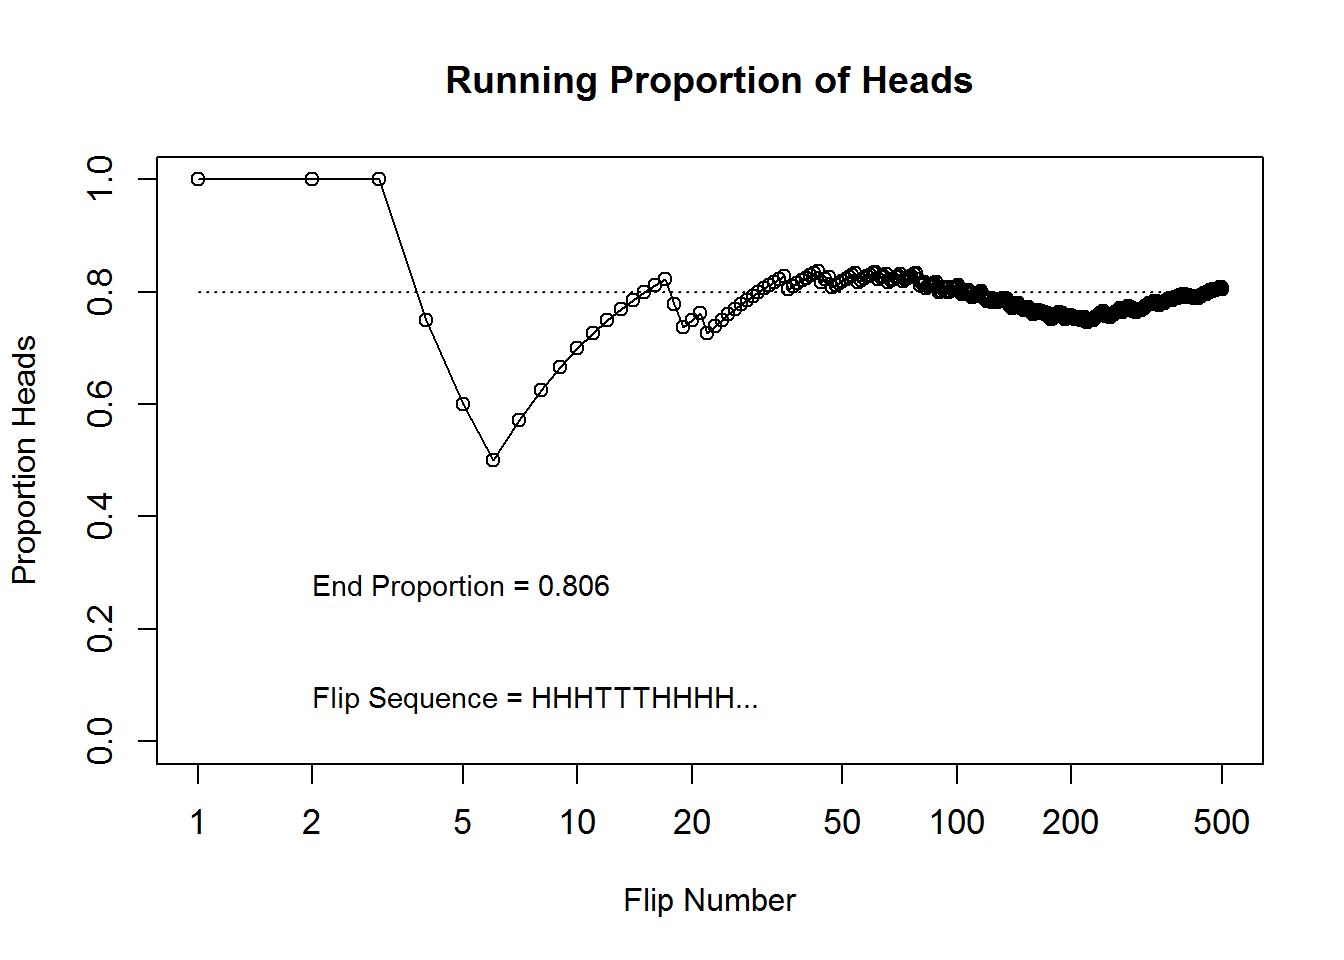 Running Proportion of Heads
Proportion Heads
1.0
0.8
0.6
0.4
0.2
0.0
End Proportion = 0.806
Flip Sequence = HHHTTTHHHH...
1 2 5 10 20 50 100 200 500
Flip Number